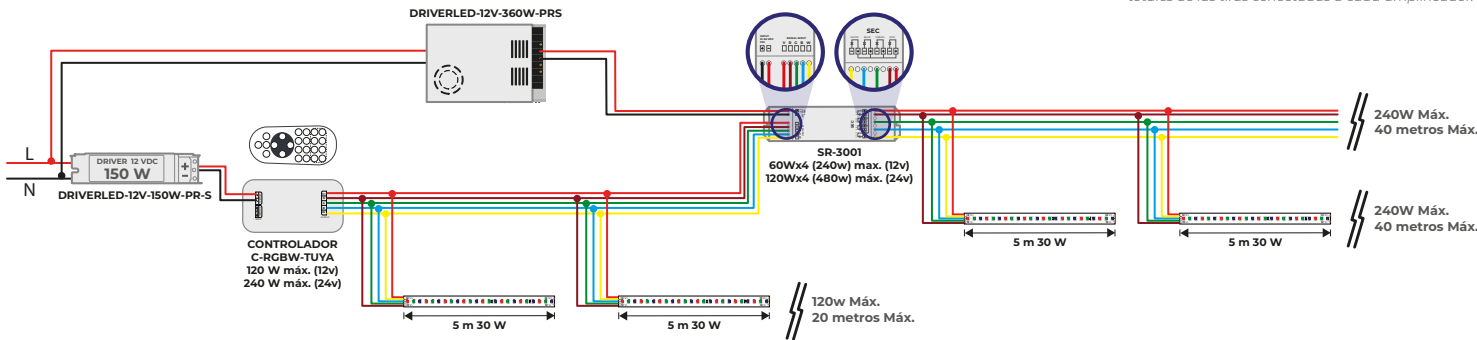 DRIVERLED-12V-360W-PRS
SEC
L
N
DRIVER 12 VDC
150 W
+
-
DRIVERLED-12V-150W-PR-S
CONTROLADOR
C-RGBW-TUYA
120 W máx. (12v)
240 W máx. (24v)
SR-3001
60Wx4 (240w) max. (12v)
120Wx4 (480w) máx. (24v)
240W Máx.
40 metros Máx.
240W Máx.
40 metros Máx.
5 m 30 W
5 m 30 W
5 m 30 W
5 m 30 W
120w Máx.
20 metros Máx.